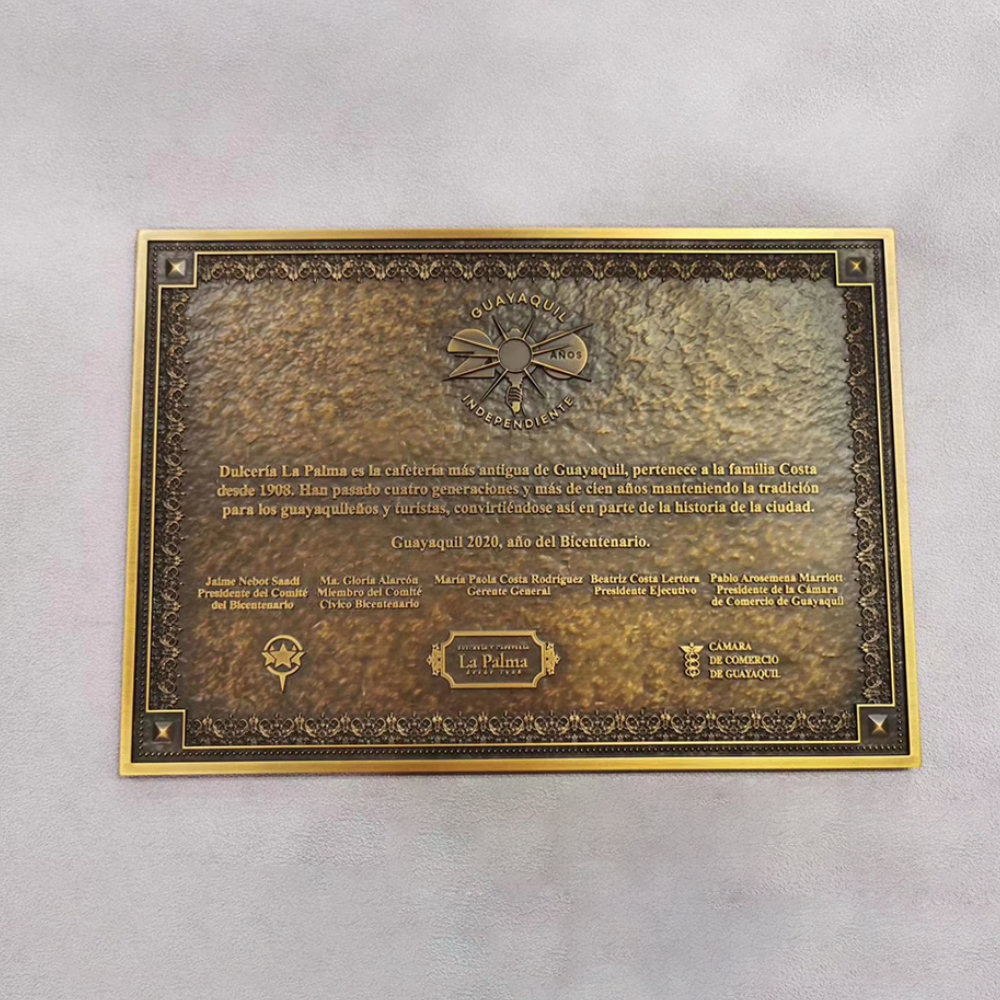 GUAYAQUIL
AÑOS
INDEPENDIENTE
Dulcería La Palma es la cafetería más antigua de Guayaquil, pertenece a la familia Costa
desde 1908. Han pasado cuatro generaciones y más de cien años manteniendo la tradición
para los guayaquileños y turistas, convirtiéndose así en parte de la historia de la ciudad.
Guayaquil 2020, año del Bicentenario.
Jaime Nebot Saadi
Presidente del Comité
del Bicentenario
Ma. Gloria Alarcón
Miembro del Comité
Cívico Bicentenario
María Paola Costa Rodríguez
Gerente General
Beatriz Costa Lertora
Presidente Ejecutivo
Pablo Arosemena Marriott
Presidente de la Cámara
de Comercio de Guayaquil
DULCERÍA Y CAFETERÍA
La Palma
desde 1908
CÁMARA
DE COMERCIO
DE GUAYAQUIL